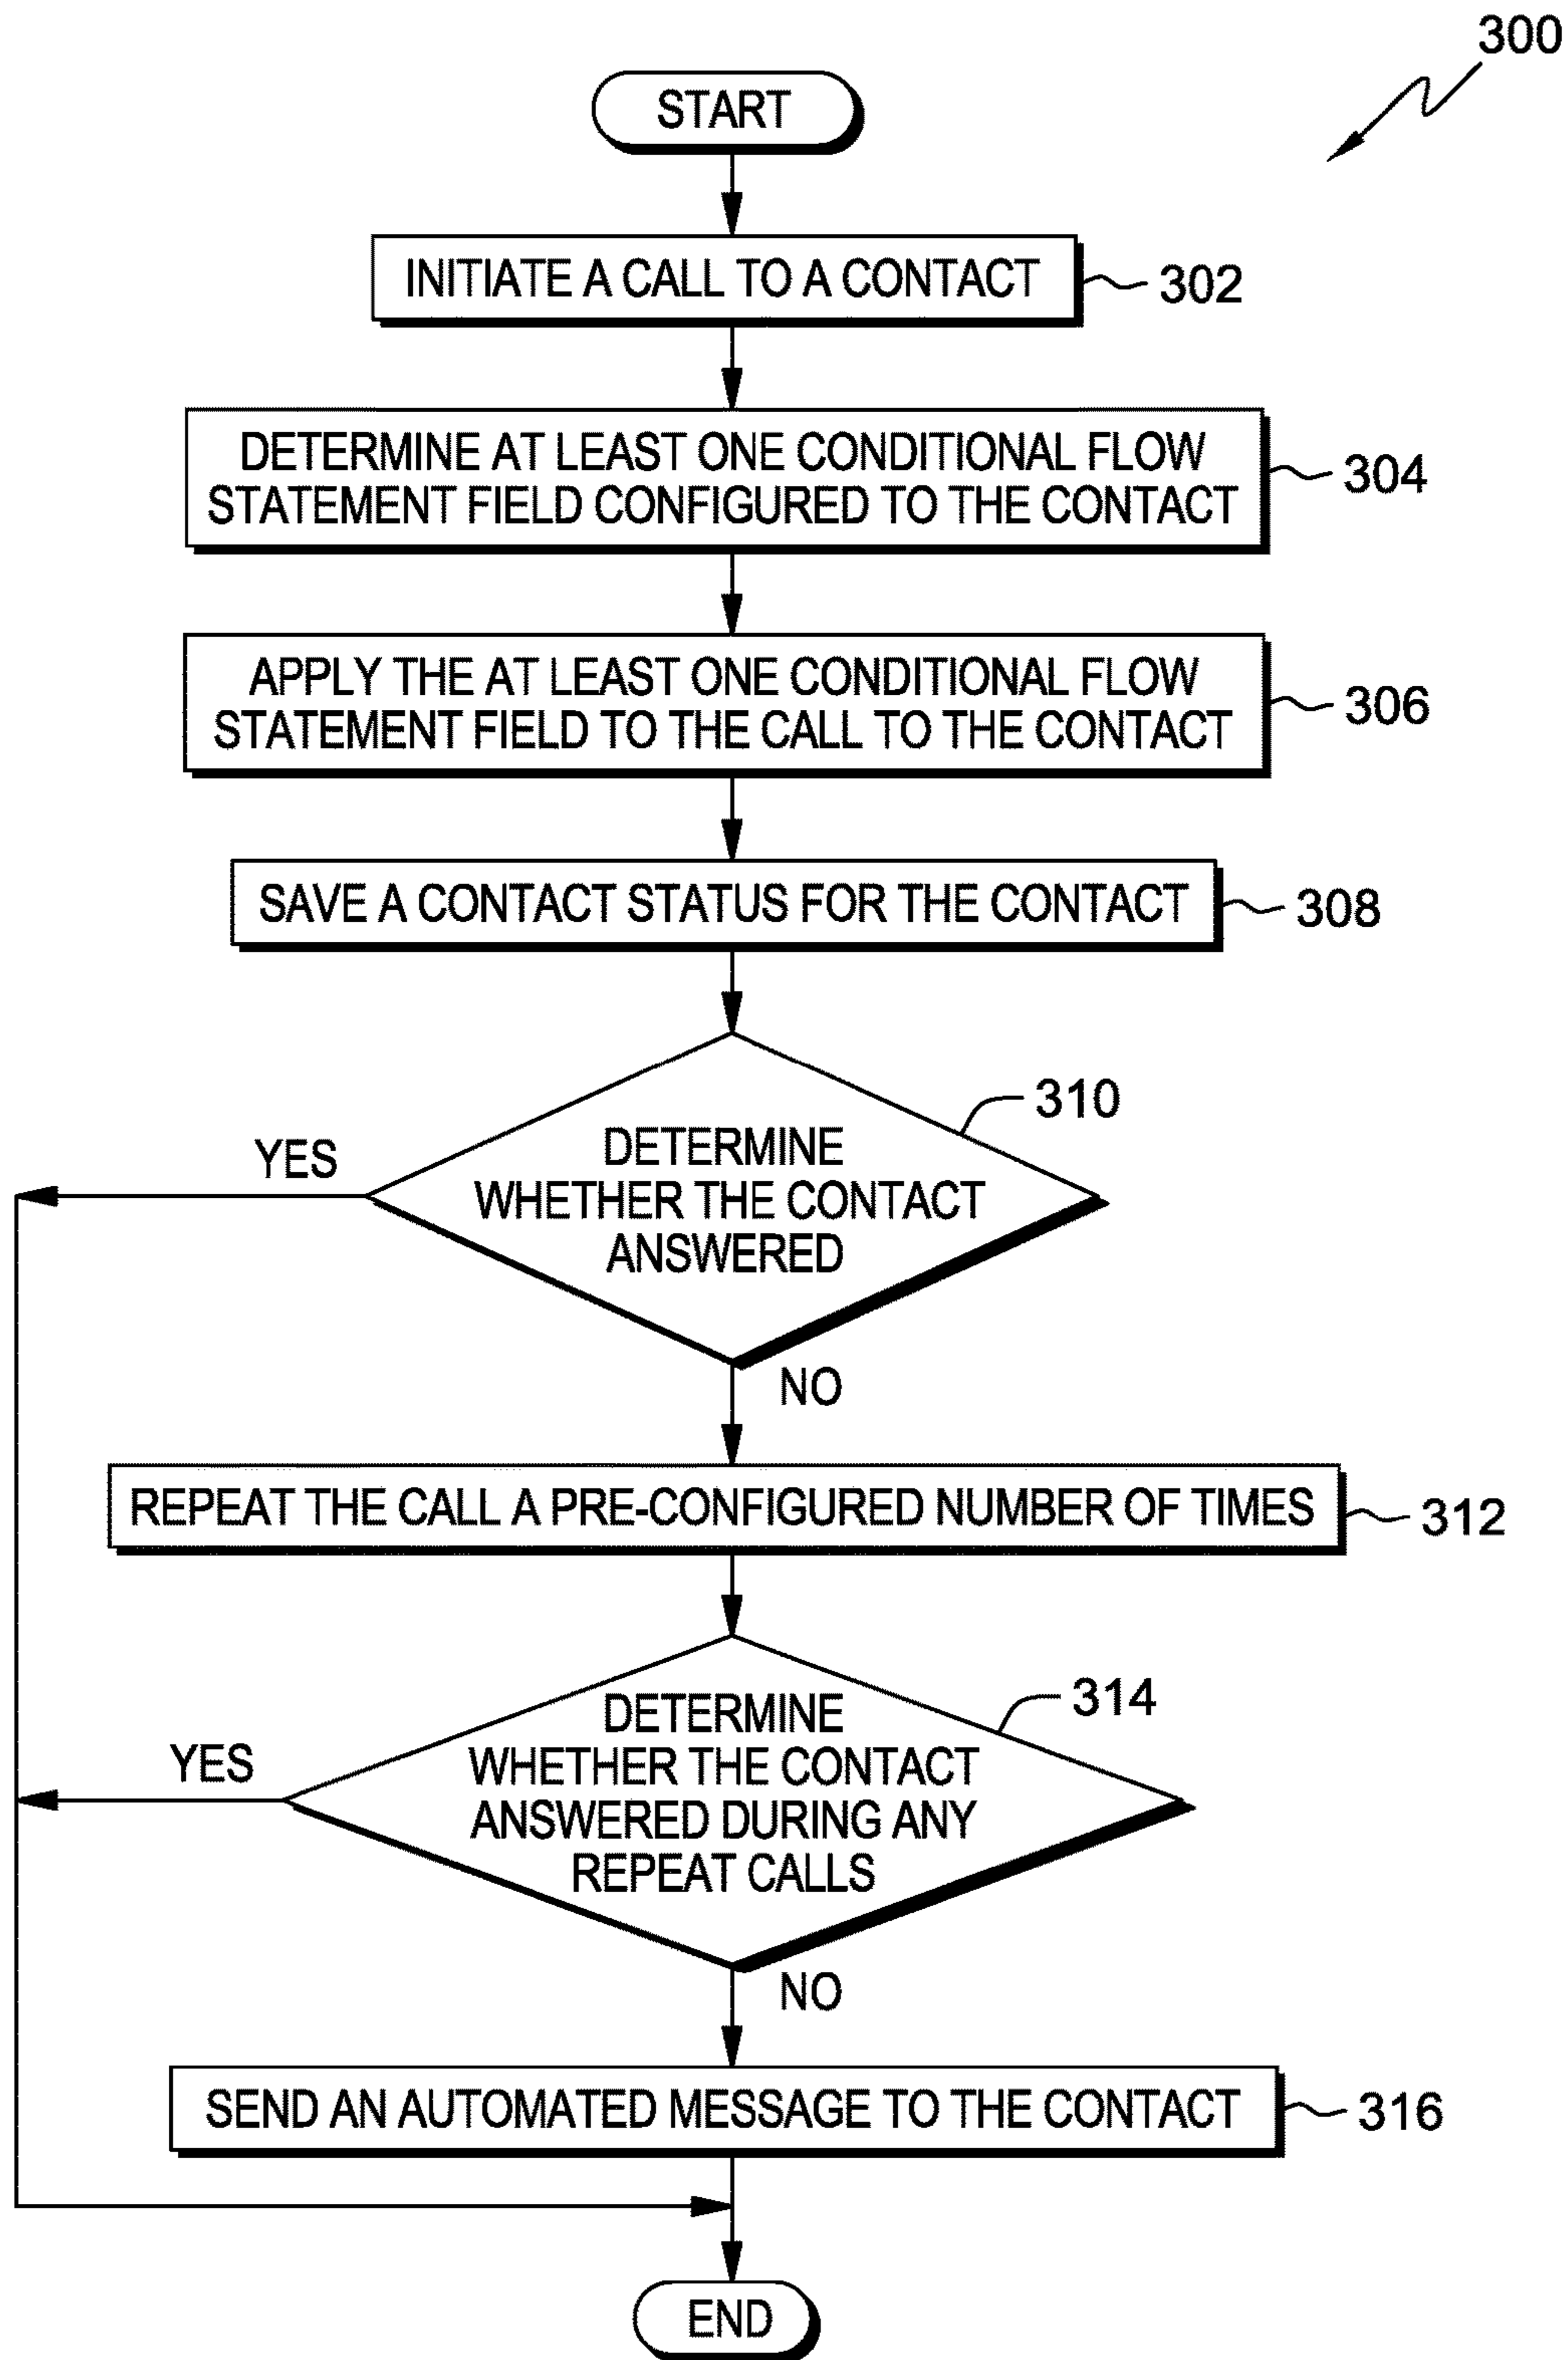 300
START
INITIATE A CALL TO A CONTACT
302
DETERMINE AT LEAST ONE CONDITIONAL FLOW
STATEMENT FIELD CONFIGURED TO THE CONTACT
304
APPLY THE AT LEAST ONE CONDITIONAL FLOW
STATEMENT FIELD TO THE CALL TO THE CONTACT
306
SAVE A CONTACT STATUS FOR THE CONTACT
308
310
DETERMINE
WHETHER THE CONTACT
ANSWERED
YES
NO
REPEAT THE CALL A PRE-CONFIGURED NUMBER OF TIMES
312
314
DETERMINE
WHETHER THE CONTACT
ANSWERED DURING ANY
REPEAT CALLS
YES
NO
SEND AN AUTOMATED MESSAGE TO THE CONTACT
316
END